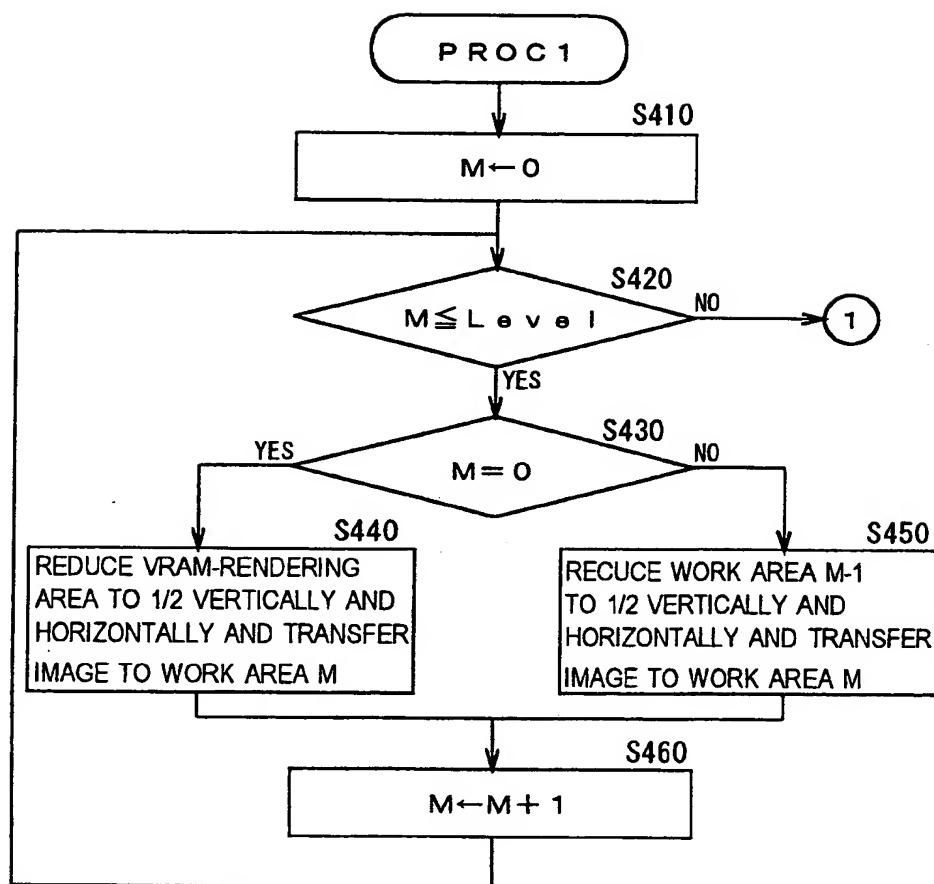 PROC1
S410
M←0
S420
M≦Level
NO
1
YES
S430
YES
M=0
NO
S440
REDUCE VRAM-RENDERING
AREA TO 1/2 VERTICALLY AND
HORIZONTALLY AND TRANSFER
IMAGE TO WORK AREA M
S450
RECUCE WORK AREA M-1
TO 1/2 VERTICALLY AND
HORIZONTALLY AND TRANSFER
IMAGE TO WORK AREA M
S460
M←M+1